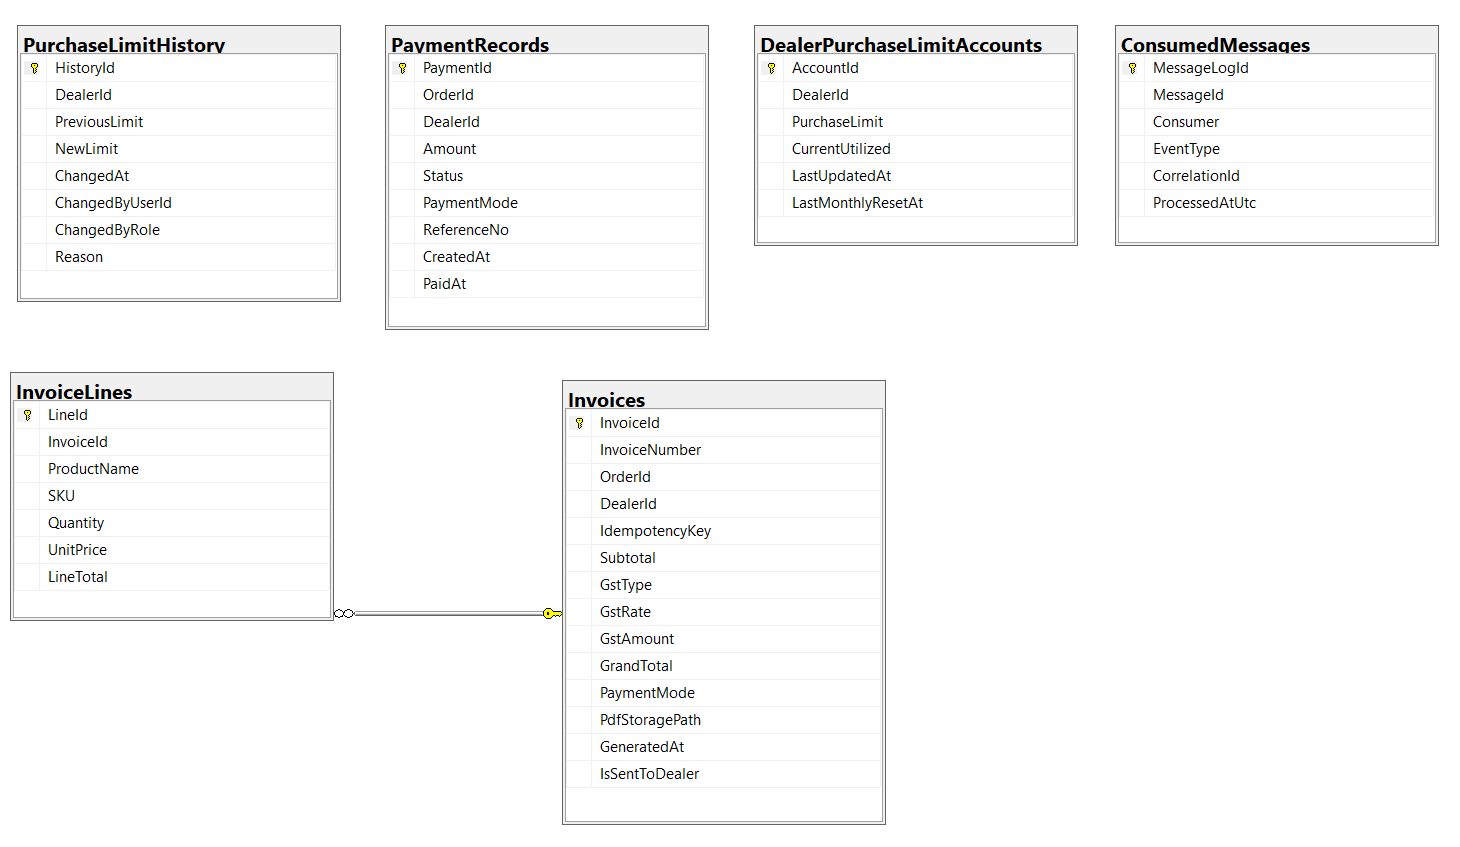 PurchaseLimitHistory
HistoryId
DealerId
PreviousLimit
NewLimit
ChangedAt
ChangedByUserId
ChangedByRole
Reason
PaymentRecords
PaymentId
OrderId
DealerId
Amount
Status
PaymentMode
ReferenceNo
CreatedAt
PaidAt
DealerPurchaseLimitAccounts
AccountId
DealerId
PurchaseLimit
CurrentUtilized
LastUpdatedAt
LastMonthlyResetAt
ConsumedMessages
MessageLogId
MessageId
Consumer
EventType
CorrelationId
ProcessedAtUtc
InvoiceLines
LineId
InvoiceId
ProductName
SKU
Quantity
UnitPrice
LineTotal
Invoices
InvoiceId
InvoiceNumber
OrderId
DealerId
IdempotencyKey
Subtotal
GstType
GstRate
GstAmount
GrandTotal
PaymentMode
PdfStoragePath
GeneratedAt
IsSentToDealer